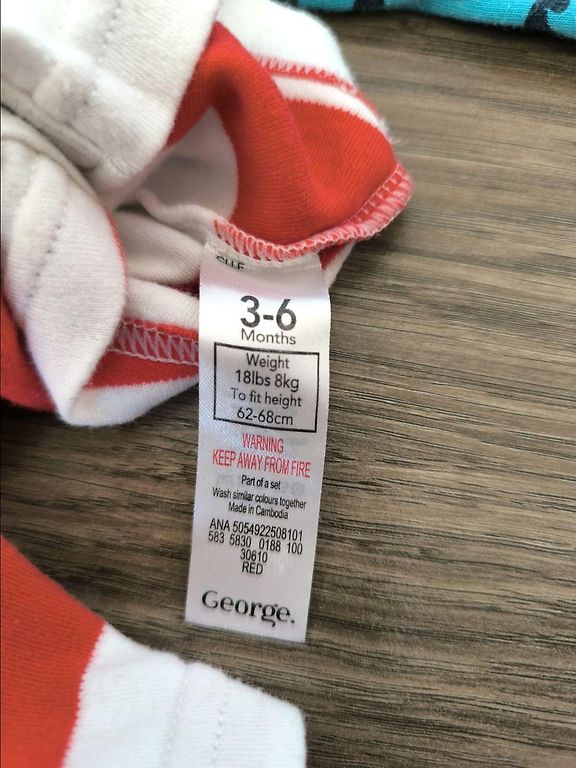 3-6
Months
Weight
18lbs 8kg
To fit height
62-68cm
WARNING
KEEP AWAY FROM FIRE
Part of a set
Wash similar colours together
Made in Cambodia
ANA 5054922508101
583 5830 0188 100
30610
RED
George.